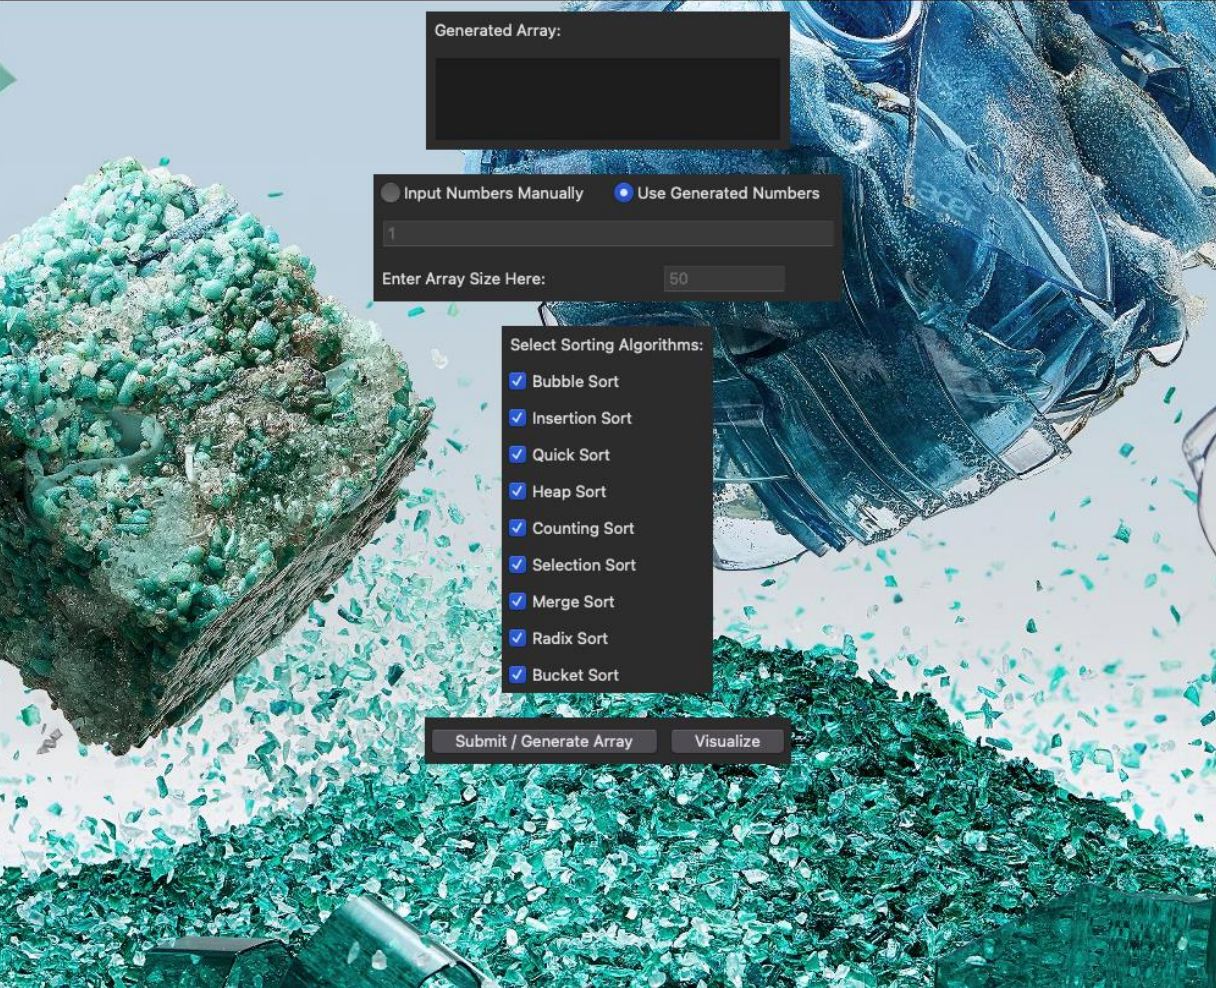 Generated Array:
acer
Input Numbers Manually
Use Generated Numbers
1
Enter Array Size Here:
50
Select Sorting Algorithms:
Bubble Sort
Insertion Sort
Quick Sort
Heap Sort
Counting Sort
Selection Sort
Merge Sort
Radix Sort
Bucket Sort
Submit / Generate Array
Visualize